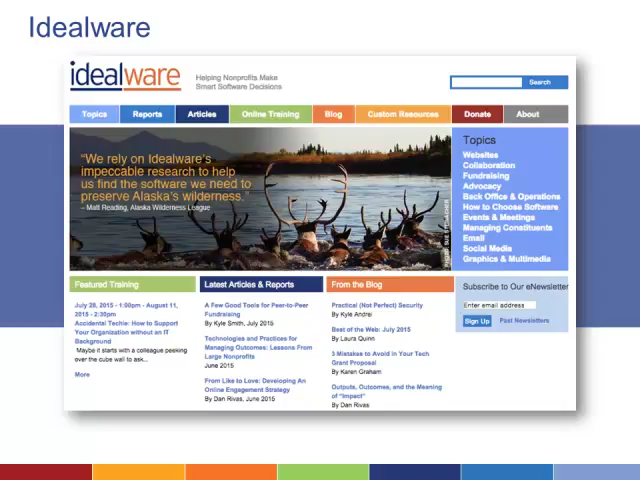 Idealware
idealware
Helping Nonprofits Make
Smart Software Decisions
Search
Topics
Reports
Articles
Online Training
Blog
Custom Resources
Donate
About
“We rely on Idealware’s
impeccable research to help
us find the software we need to
preserve Alaska’s wilderness.”
– Matt Reading, Alaska Wilderness League
Topics
Websites
Collaboration
Fundraising
Advocacy
Back Office & Operations
How to Choose Software
Events & Meetings
Managing Constituents
Email
Social Media
Graphics & Multimedia
Featured Training
July 28, 2015 - 1:00pm - August 11,
2015 - 2:30pm
Accidental Techie: How to Support
Your Organization without an IT
Background
Maybe it starts with a colleague peeking
over the cube wall to ask...
More
Latest Articles & Reports
A Few Good Tools for Peer-to-Peer
Fundraising
By Kyle Smith, July 2015
Technologies and Practices for
Managing Outcomes: Lessons From
Large Nonprofits
June 2015
From Like to Love: Developing An
Online Engagement Strategy
By Dan Rivas, June 2015
From the Blog
Practical (Not Perfect) Security
By Kyle Andrei
Best of the Web: July 2015
By Laura Quinn
3 Mistakes to Avoid in Your Tech
Grant Proposal
By Karen Graham
Outputs, Outcomes, and the Meaning
of “Impact”
By Dan Rivas
Subscribe to Our eNewsletter
Enter email address
Sign Up
Past Newsletters